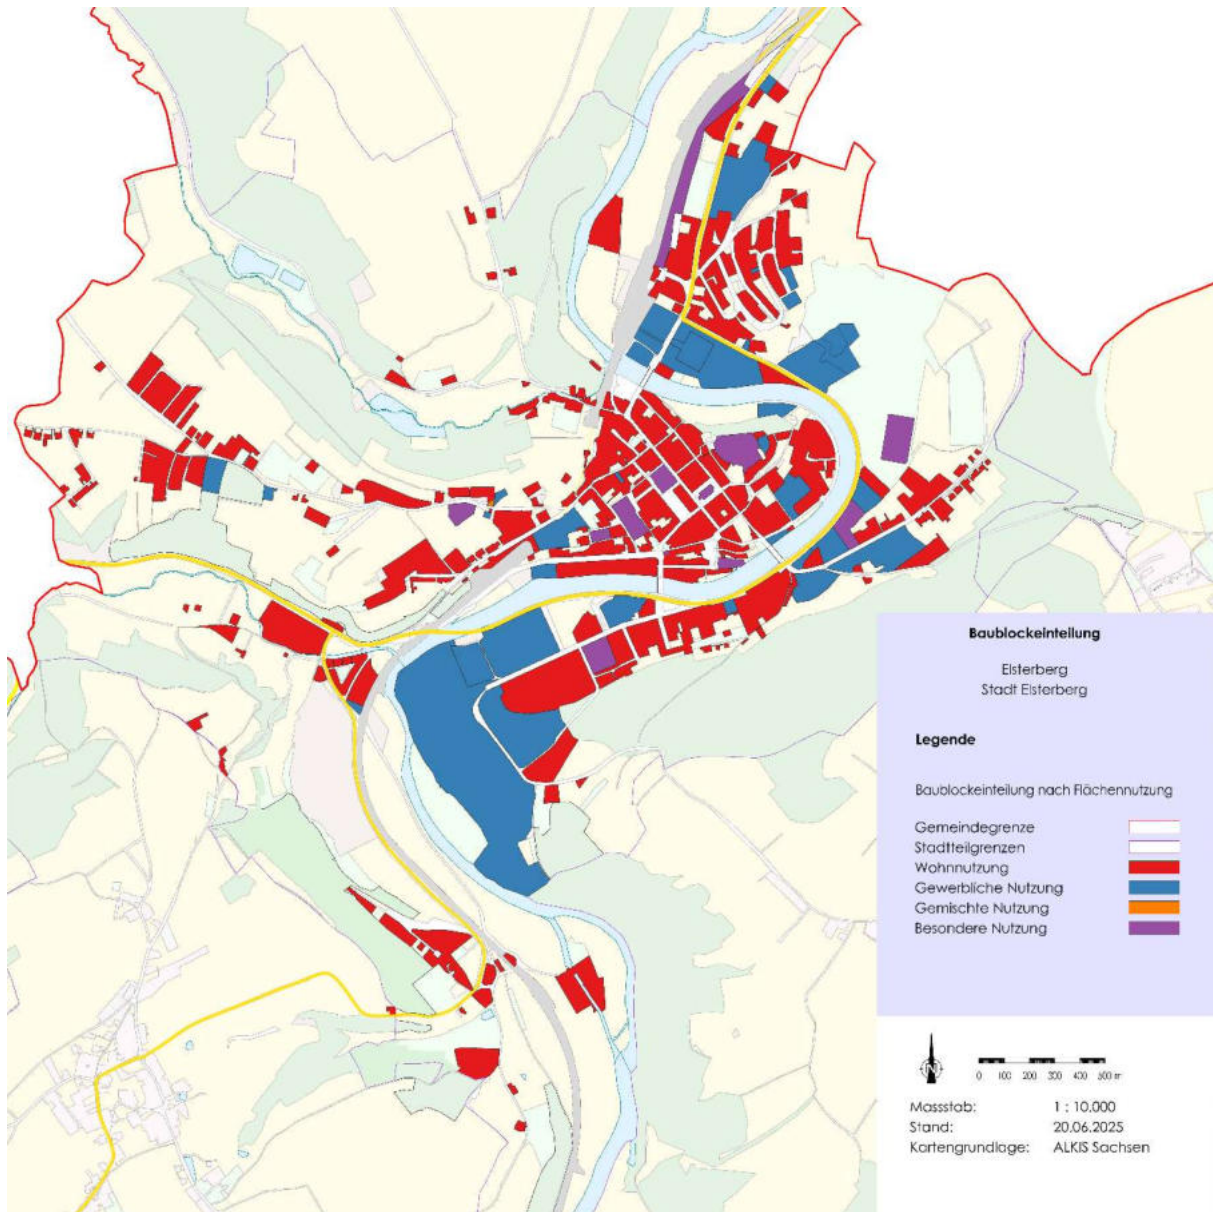 Baublockeinteilung
Elsterberg
Stadt Elsterberg
Legende
Baublockeinteilung nach Flächennutzung
Gemeindegrenze
Stadtteilgrenzen
Wohnnutzung
Gewerbliche Nutzung
Gemischte Nutzung
Besondere Nutzung
N
0 100 200 300 400 500 m
Massstab: 1 : 10.000
Stand: 20.06.2025
Kartengrundlage: ALKIS Sachsen